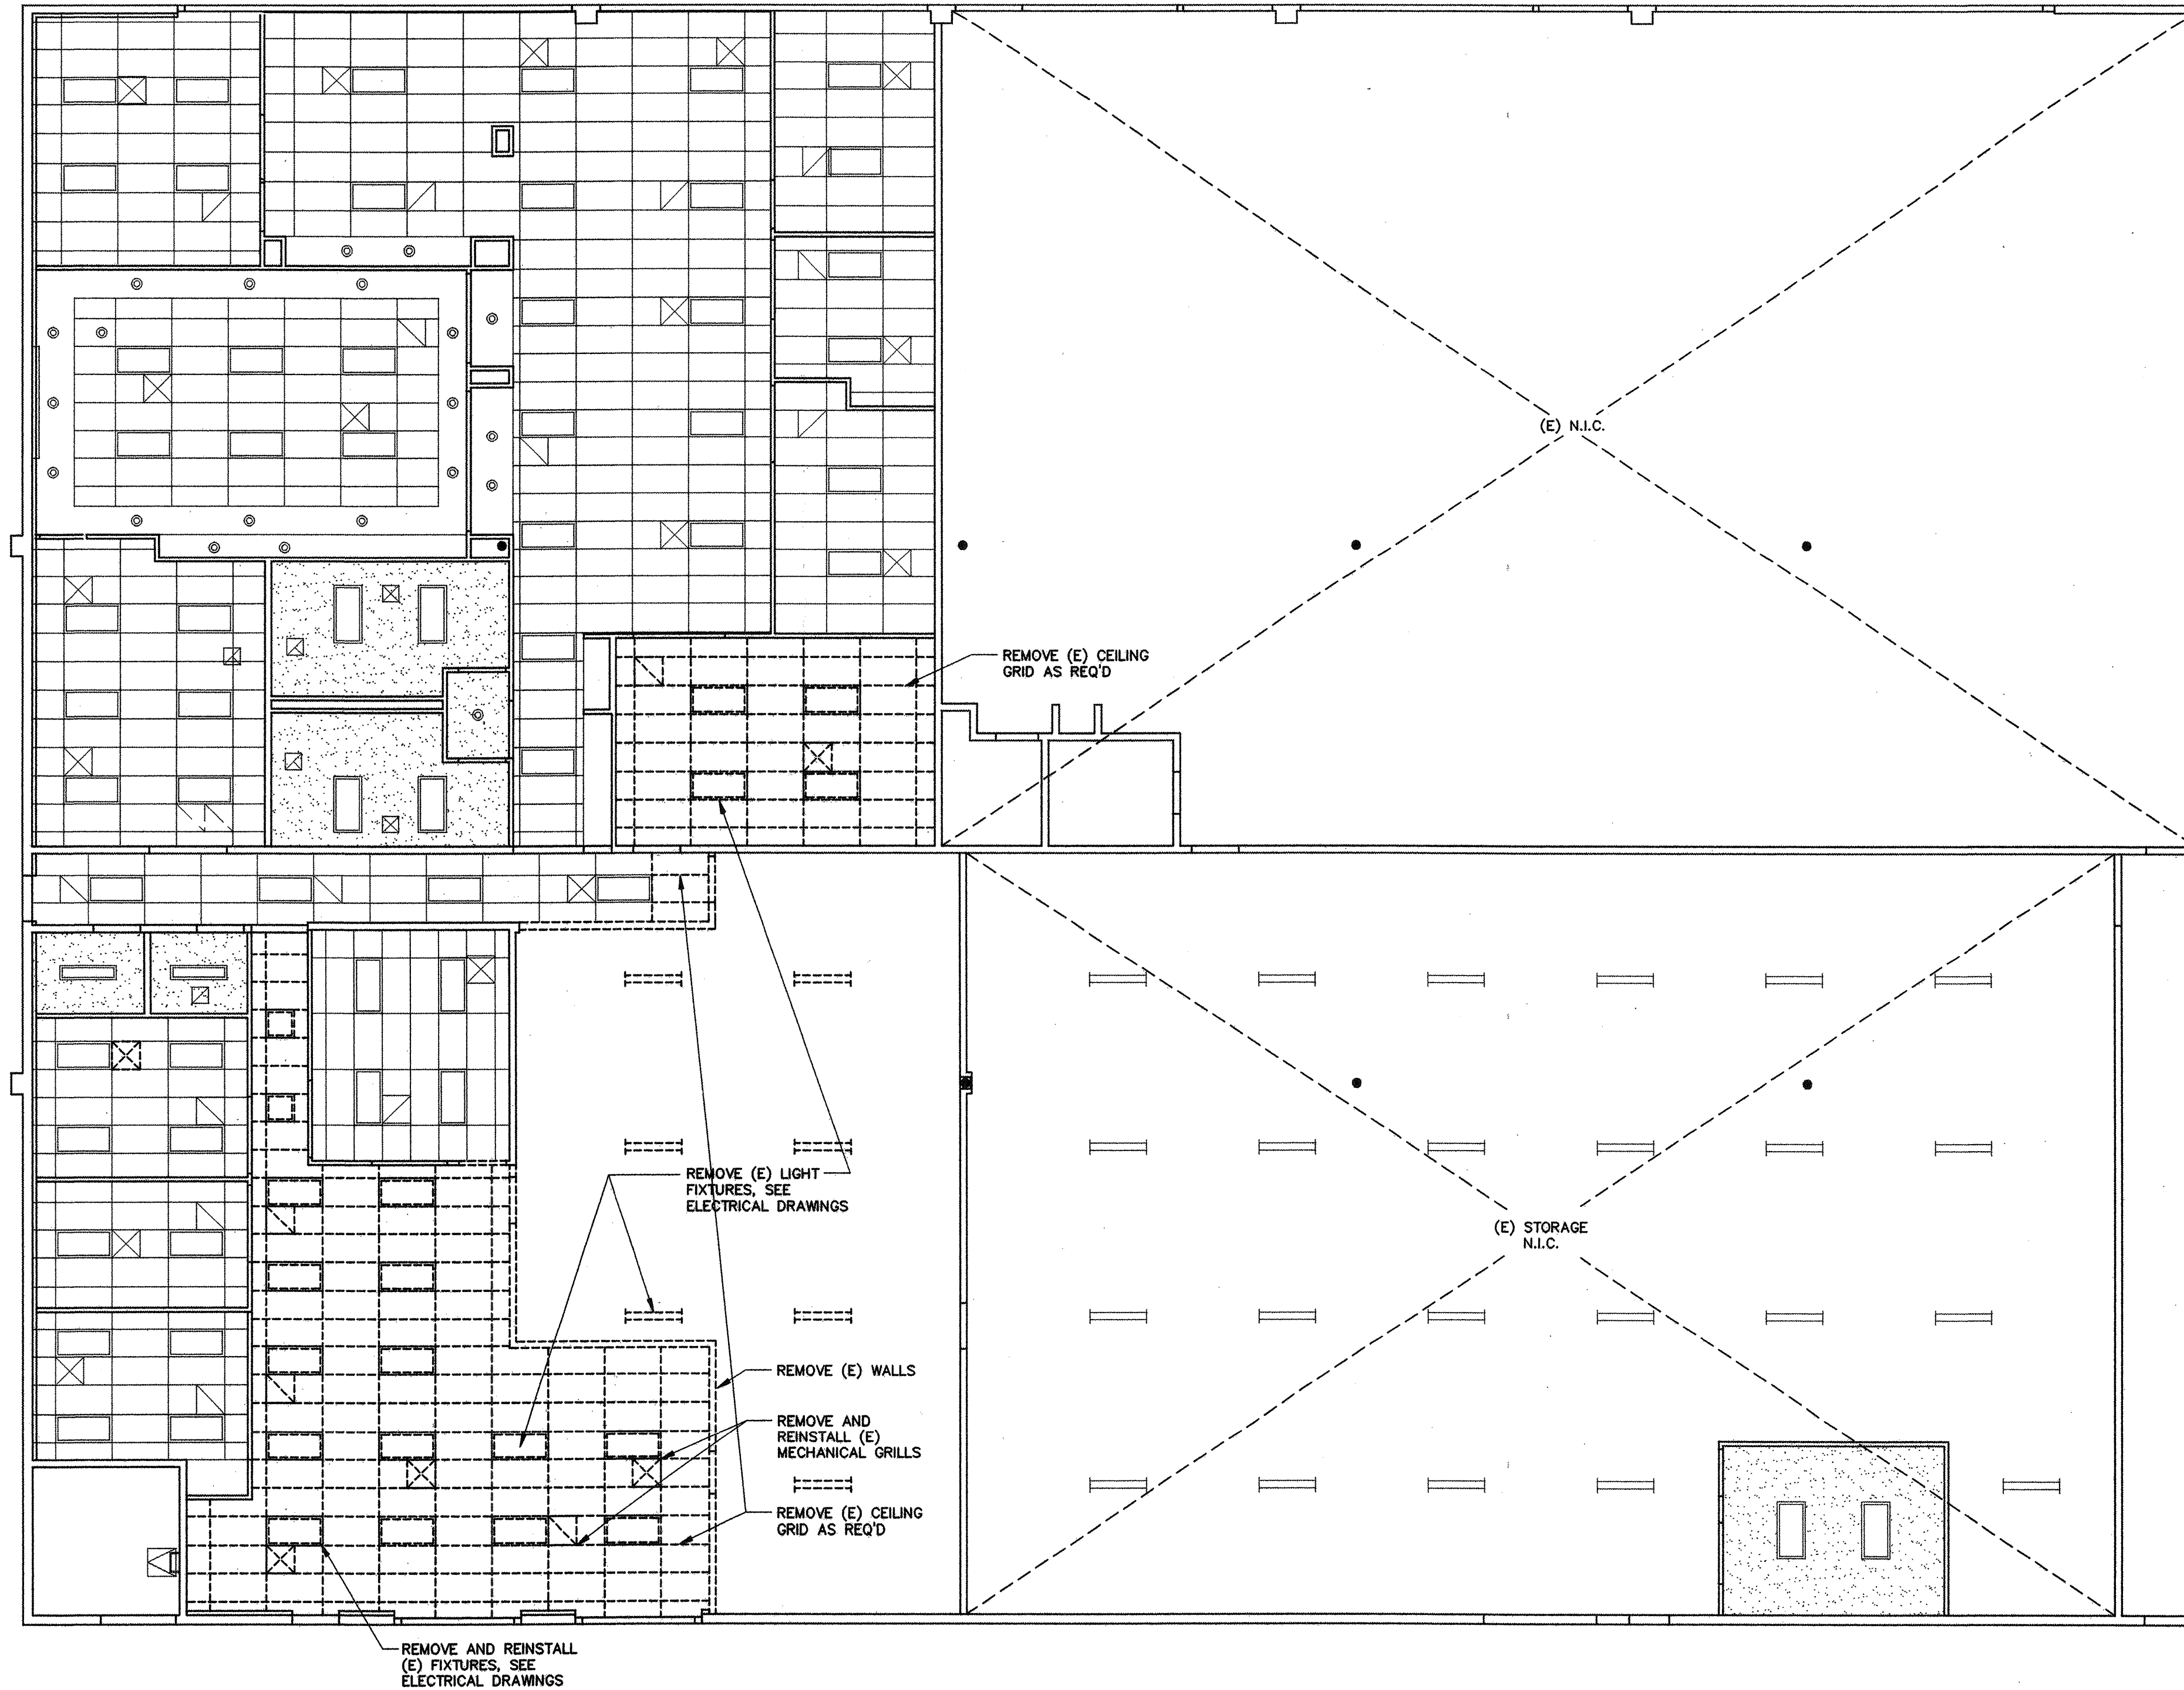 (E) N.I.C.
REMOVE (E) CEILING
GRID AS REQ'D
REMOVE (E) LIGHT
FIXTURES, SEE
ELECTRICAL DRAWINGS
(E) STORAGE
N.I.C.
REMOVE (E) WALLS
REMOVE AND
REINSTALL (E)
MECHANICAL GRILLS
REMOVE (E) CEILING
GRID AS REQ'D
REMOVE AND REINSTALL
(E) FIXTURES, SEE
ELECTRICAL DRAWINGS